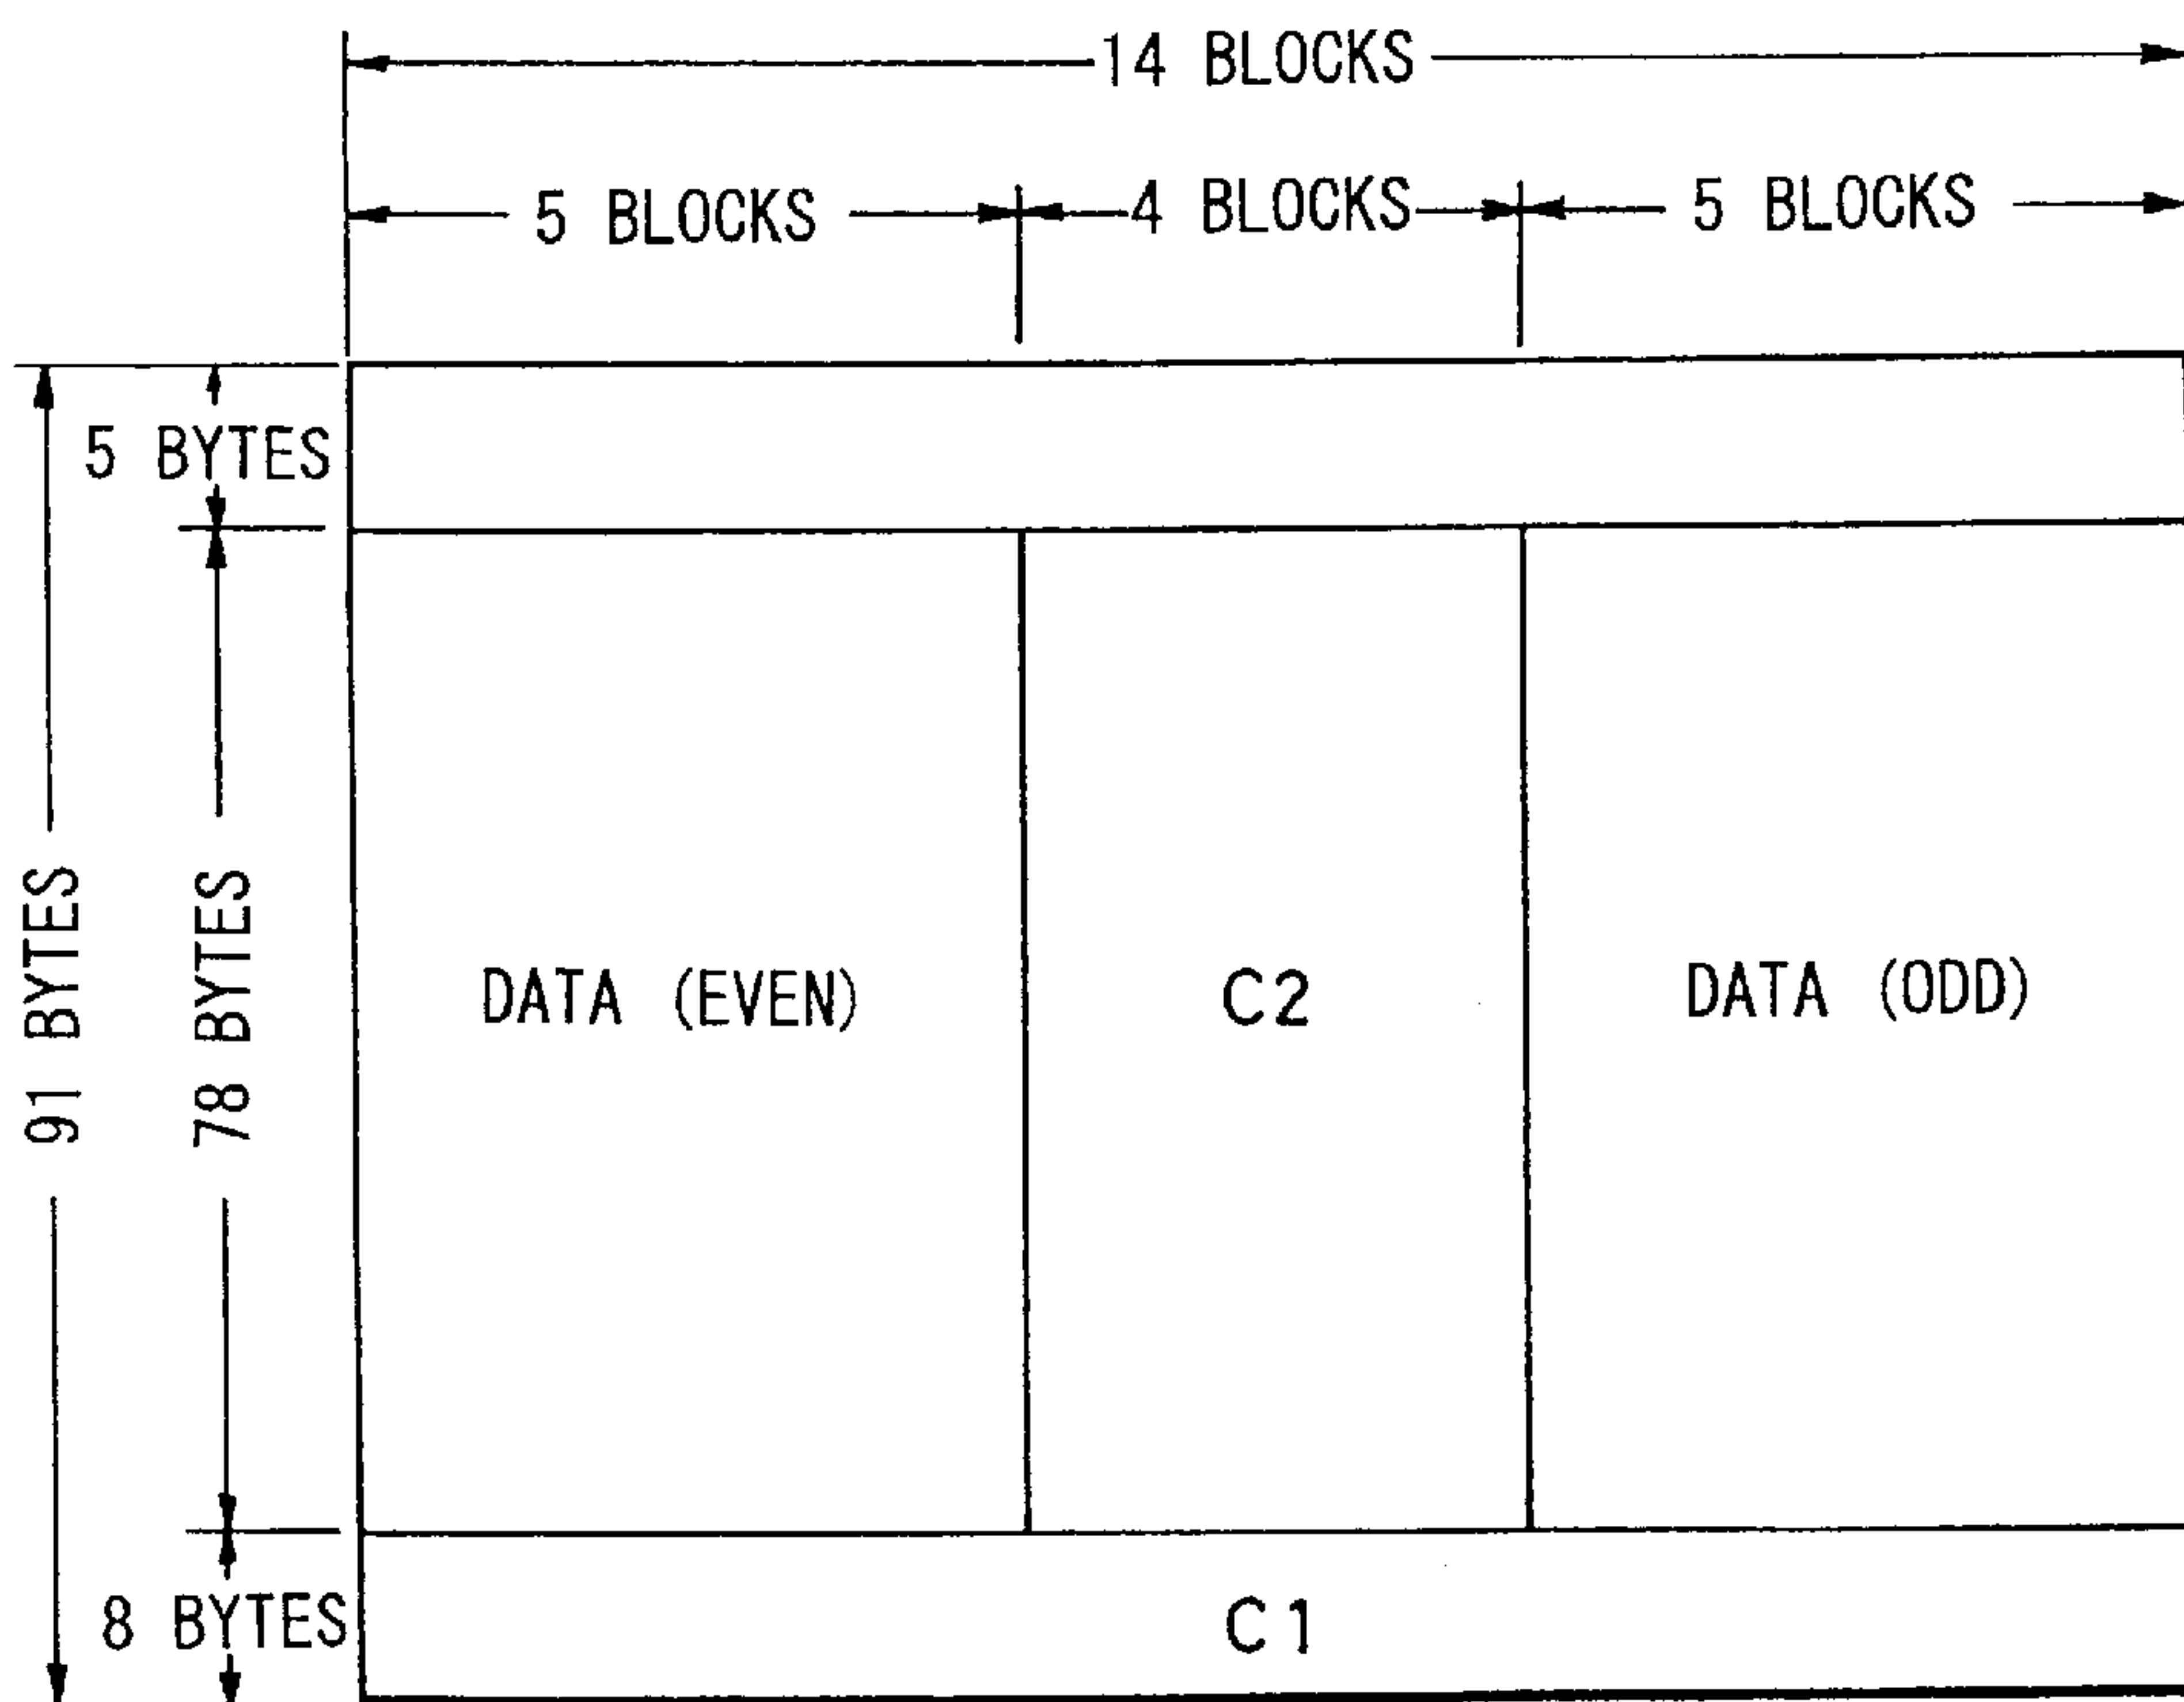 14 BLOCKS
5 BLOCKS 4 BLOCKS 5 BLOCKS
5 BYTES
91 BYTES
78 BYTES
DATA (EVEN) C2 DATA (ODD)
8 BYTES
C1